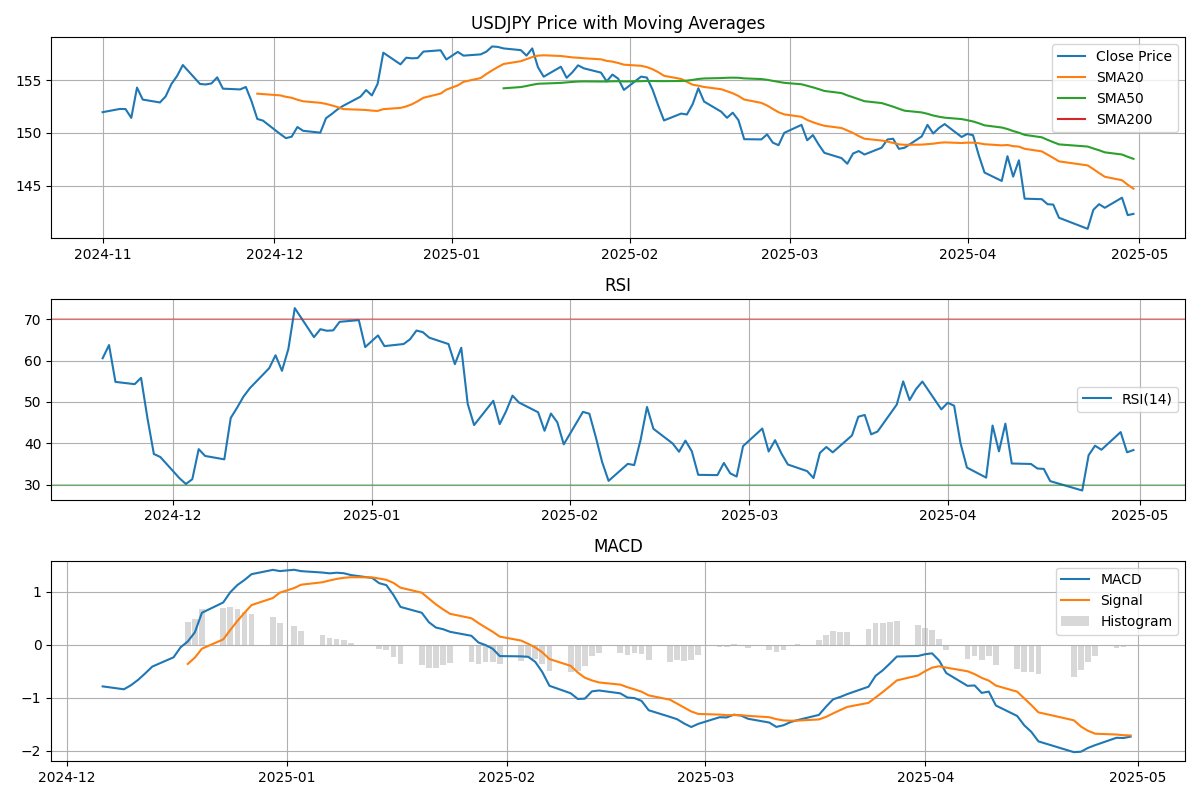 USDJPY Price with Moving Averages
Close Price
SMA20
SMA50
SMA200
155
150
145
2024-11 2024-12 2025-01 2025-02 2025-03 2025-04 2025-05
RSI
70
60
50
40
30
RSI(14)
2024-12 2025-01 2025-02 2025-03 2025-04 2025-05
MACD
MACD
Signal
Histogram
1
0
−1
−2
2024-12 2025-01 2025-02 2025-03 2025-04 2025-05